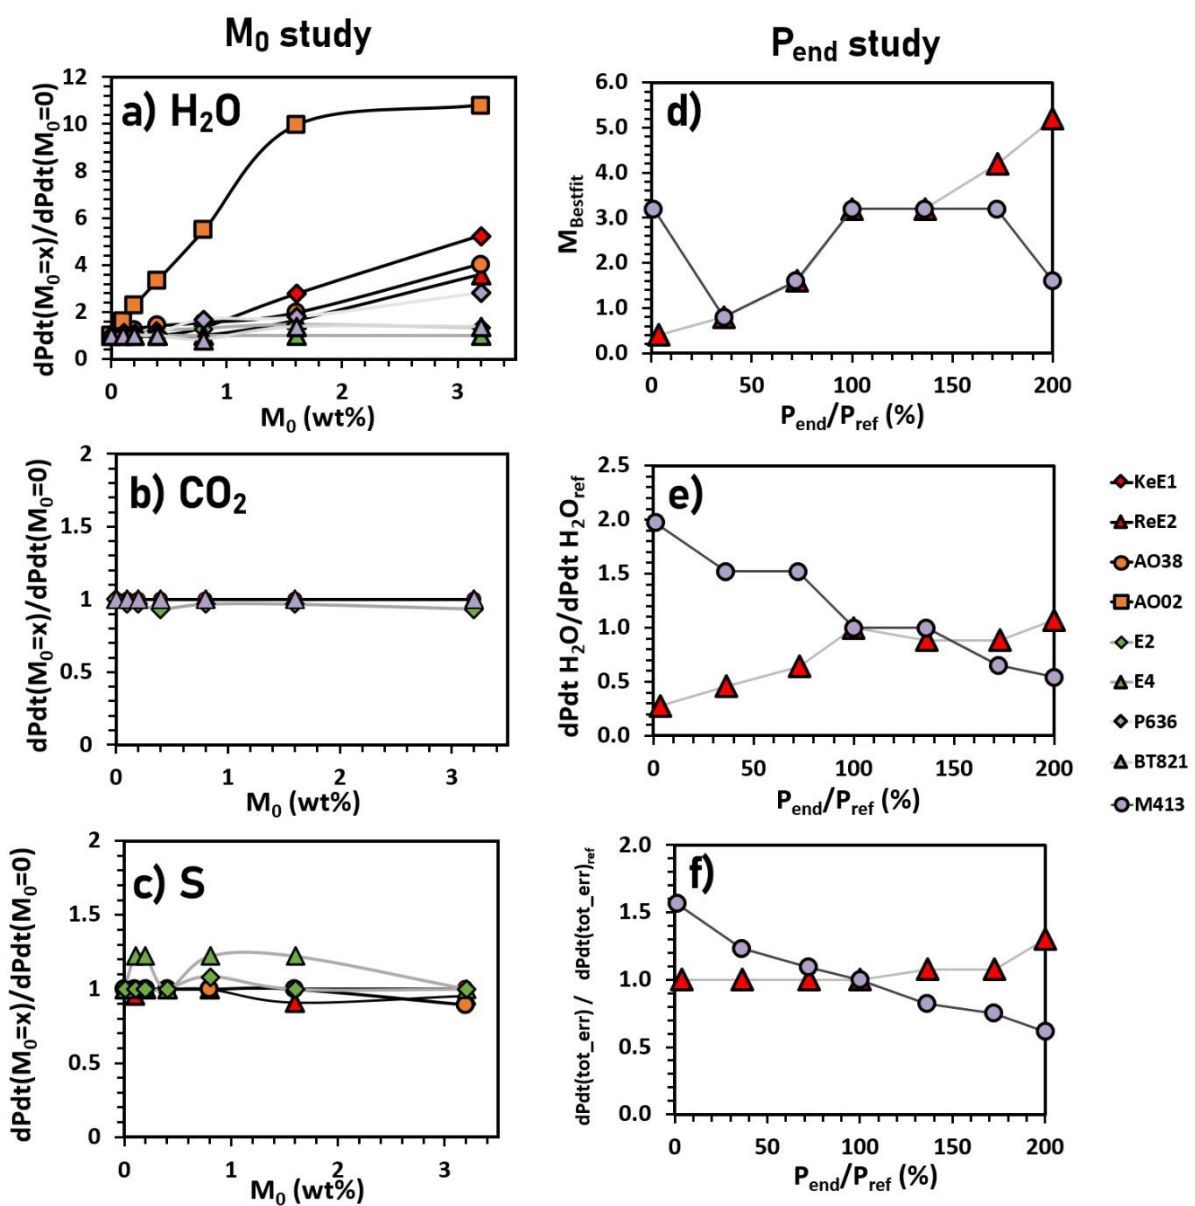 M0 study
Pend study
a) H2O
dPdt(M0=x)/dPdt(M0=0)
12
10
8
6
4
2
0
0 1 2 3
M0 (wt%)
d)
MBestfit
6.0
5.0
4.0
3.0
2.0
1.0
0.0
0 50 100 150 200
Pend/Pref (%)
b) CO2
dPdt(M0=x)/dPdt(M0=0)
2
1.5
1
0.5
0
0 1 2 3
M0 (wt%)
e)
dPdt H2O/dPdt H2Oref
2.5
2.0
1.5
1.0
0.5
0.0
0 50 100 150 200
Pend/Pref (%)
KeE1
ReE2
AO38
AO02
E2
E4
P636
BT821
M413
c) S
dPdt(M0=x)/dPdt(M0=0)
2
1.5
1
0.5
0
0 1 2 3
M0 (wt%)
f)
dPdt(tot_err) / dPdt(tot_err)ref
2.0
1.5
1.0
0.5
0.0
0 50 100 150 200
Pend/Pref (%)